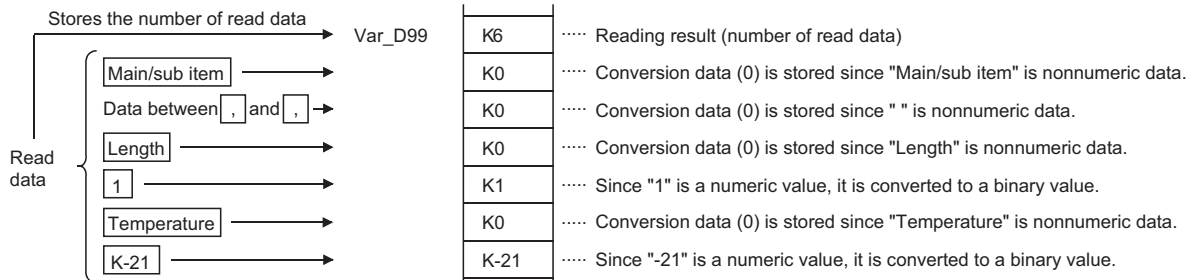 Stores the number of read data
Var_D99 K6 ····· Reading result (number of read data)
Main/sub item K0 ····· Conversion data (0) is stored since "Main/sub item" is nonnumeric data.
Data between , and , K0 ····· Conversion data (0) is stored since " " is nonnumeric data.
Length K0 ····· Conversion data (0) is stored since "Length" is nonnumeric data.
Read data
1 K1 ····· Since "1" is a numeric value, it is converted to a binary value.
Temperature K0 ····· Conversion data (0) is stored since "Temperature" is nonnumeric data.
K-21 K-21 ····· Since "-21" is a numeric value, it is converted to a binary value.